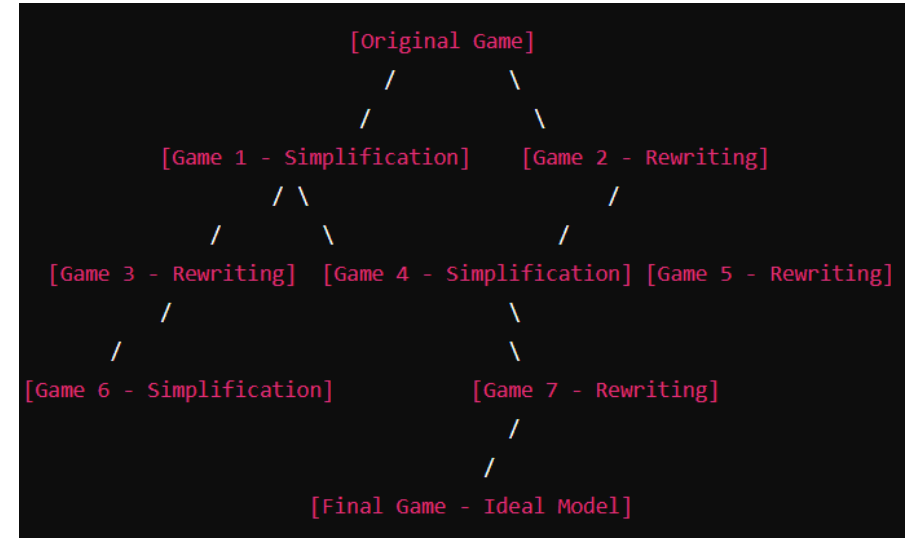 [Original Game]
/ \
/ \
[Game 1 - Simplification] [Game 2 - Rewriting]
/ \ /
/ \ /
[Game 3 - Rewriting] [Game 4 - Simplification] [Game 5 - Rewriting]
/ \
/ \
[Game 6 - Simplification] [Game 7 - Rewriting]
/
/
[Final Game - Ideal Model]